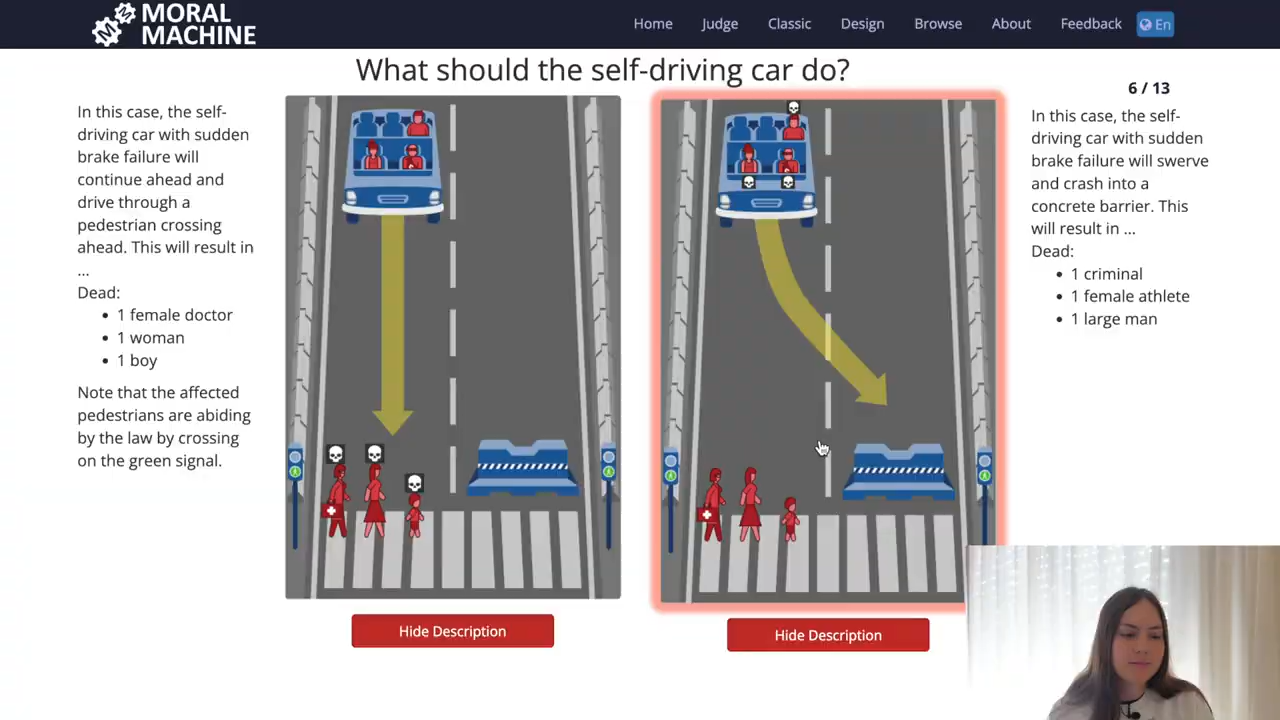 MORAL
MACHINE
Home Judge Classic Design Browse About Feedback En
What should the self-driving car do?
In this case, the self-
driving car with sudden
brake failure will
continue ahead and
drive through a
pedestrian crossing
ahead. This will result in
...
Dead:
• 1 female doctor
• 1 woman
• 1 boy
Note that the affected
pedestrians are abiding
by the law by crossing
on the green signal.
Hide Description
Hide Description
6 / 13
In this case, the self-
driving car with sudden
brake failure will swerve
and crash into a
concrete barrier. This
will result in ...
Dead:
• 1 criminal
• 1 female athlete
• 1 large man